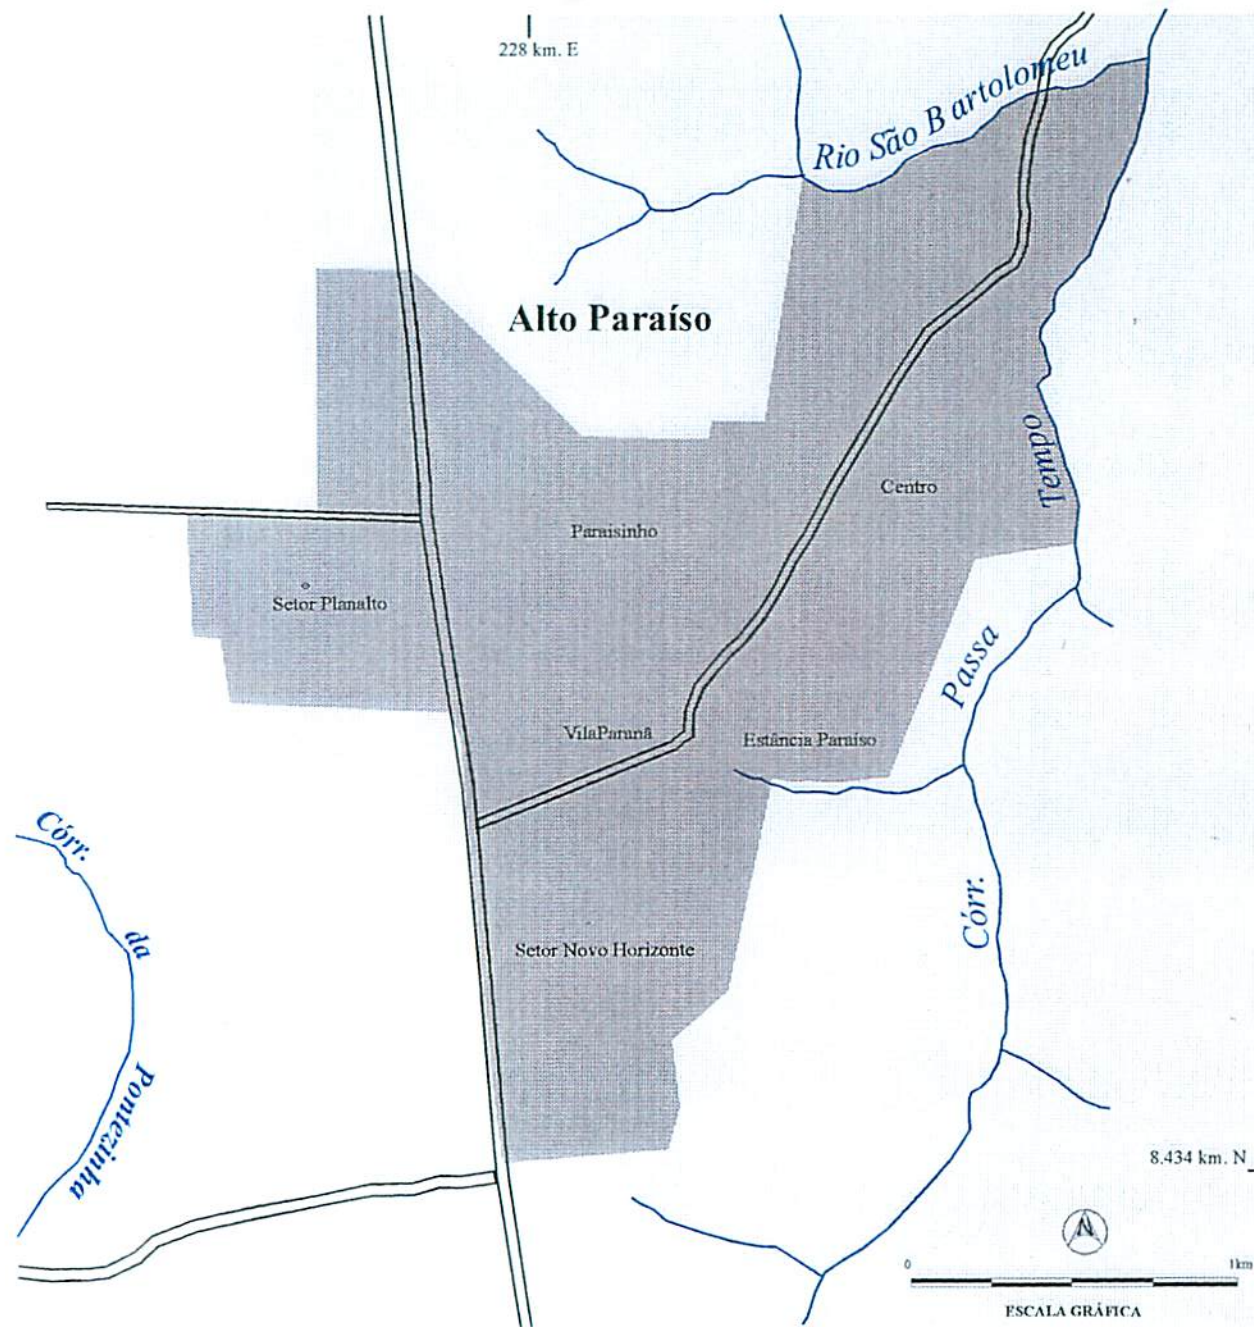 228 km. E
Rio São Bartolomeu
Alto Paraíso
Tempo
Centro
Paraisinho
Setor Planalto
Passa
VilaParanã
Estância Paraíso
Córr.
da
Pontezinha
Córr.
Setor Novo Horizonte
8.434 km. N
N
0 1km
ESCALA GRÁFICA